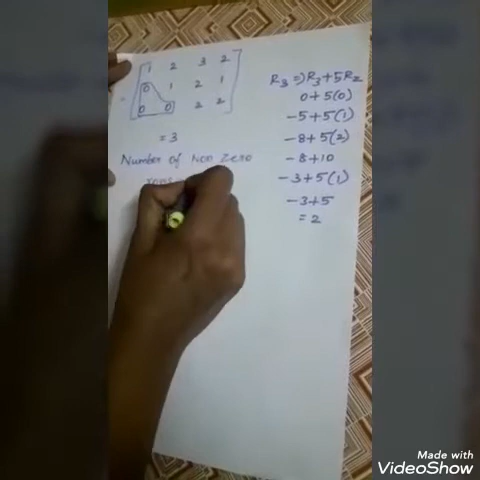 1 2 3 2
0 1 2 1
0 0 2 2
= 3
Number of Non Zero
rows
R3 => R3 + 5R2
0 + 5(0)
-5 + 5(1)
-8 + 5(2)
-8 + 10
-3 + 5(1)
-3 + 5
= 2
Made with
VideoShow